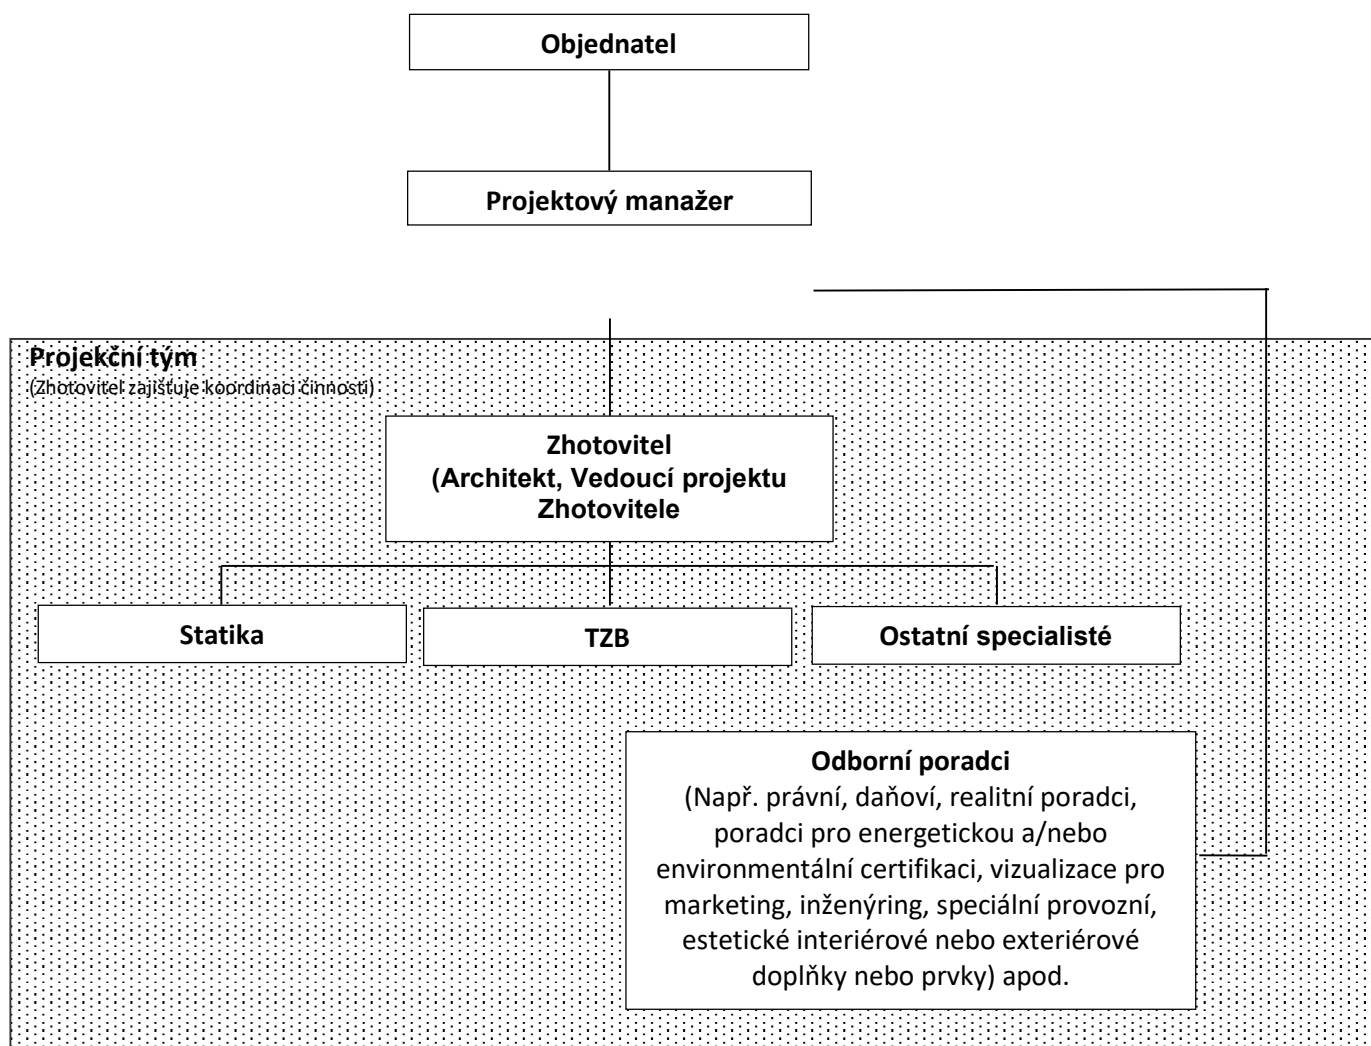 Objednatel
Projektový manažer
Projekční tým
(Zhotovitel zajišťuje koordinaci činnosti)
Zhotovitel
(Architekt, Vedoucí projektu
Zhotovitele
Statika
TZB
Ostatní specialisté
Odborní poradci
(Např. právní, daňoví, realitní poradci,
poradci pro energetickou a/nebo
environmentální certifikaci, vizualizace pro
marketing, inženýring, speciální provozní,
estetické interiérové nebo exteriérové
doplňky nebo prvky) apod.